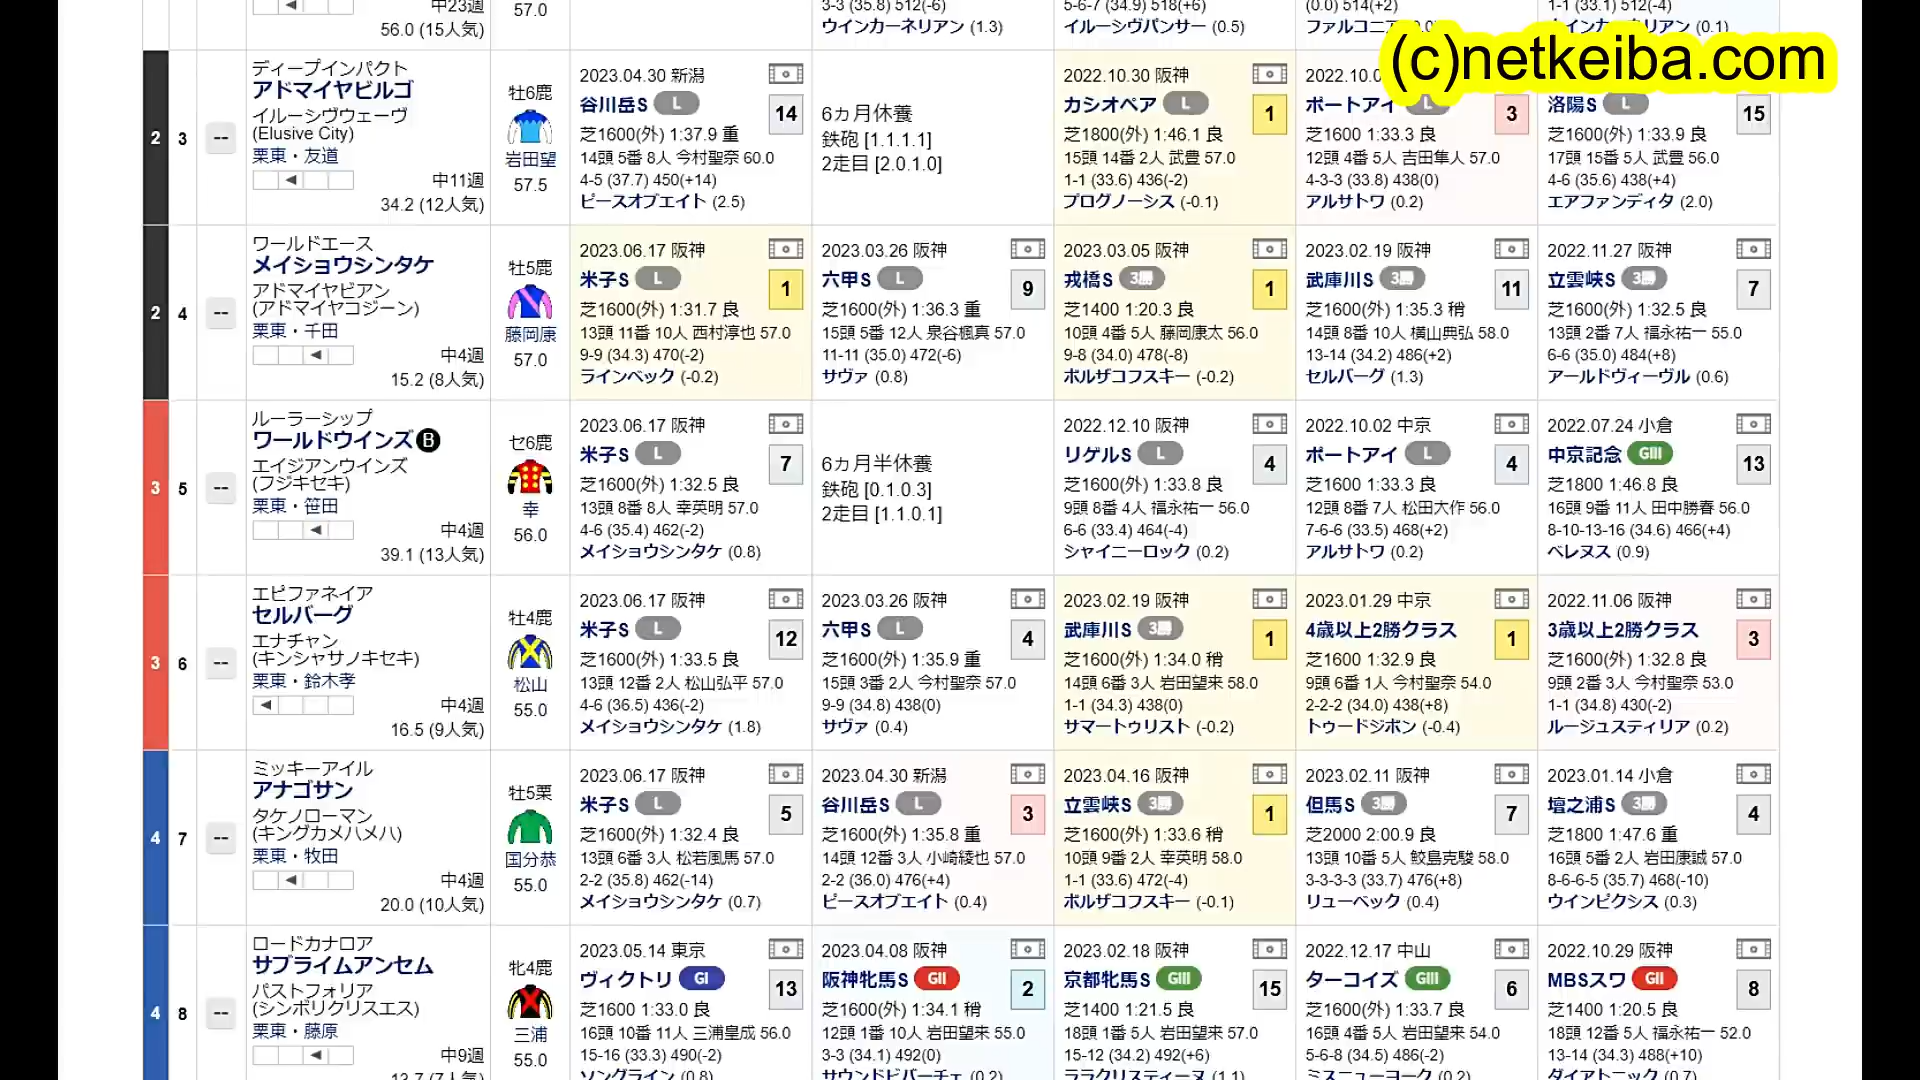 中23週
56.0 (15人気)
57.0
3-3 (35.8) 512(-6)
ウインカーネリアン (1.3)
5-6-7 (34.9) 518(+6)
イルーシヴパンサー (0.5)
(0.0) 514(+2)
1-1 (33.1) 512(-4)
(0.1)
(c)netkeiba.com
2
3
--
ディープインパクト
アドマイヤビルゴ
イルーシヴウェーヴ
(Elusive City)
栗東・友道
中11週
34.2 (12人気)
牡6鹿
岩田望
57.5
2023.04.30 新潟
谷川岳S L
14
芝1600(外) 1:37.9 重
14頭 5番 8人 今村聖奈 60.0
4-5 (37.7) 450(+14)
ピースオブエイト (2.5)
6ヵ月休養
鉄砲 [1.1.1.1]
2走目 [2.0.1.0]
2022.10.30 阪神
カシオペア L
1
芝1800(外) 1:46.1 良
15頭 14番 2人 武豊 57.0
1-1 (33.6) 436(-2)
プログノーシス (-0.1)
2022.10.0
ポートアイ L
3
芝1600 1:33.3 良
12頭 4番 5人 吉田隼人 57.0
4-3-3 (33.8) 438(0)
アルサトワ (0.2)
洛陽S L
15
芝1600(外) 1:33.9 良
17頭 15番 5人 武豊 56.0
4-6 (35.6) 438(+4)
エアファンディタ (2.0)
2
4
--
ワールドエース
メイショウシンタケ
アドマイヤビアン
(アドマイヤコジーン)
栗東・千田
中4週
15.2 (8人気)
牡5鹿
藤岡康
57.0
2023.06.17 阪神
米子S L
1
芝1600(外) 1:31.7 良
13頭 11番 10人 西村淳也 57.0
9-9 (34.3) 470(-2)
ラインベック (-0.2)
2023.03.26 阪神
六甲S L
9
芝1600(外) 1:36.3 重
15頭 5番 12人 泉谷楓真 57.0
11-11 (35.0) 472(-6)
サヴァ (0.8)
2023.03.05 阪神
戎橋S 3勝
1
芝1400 1:20.3 良
10頭 4番 5人 藤岡康太 56.0
9-8 (34.0) 478(-8)
ボルザコフスキー (-0.2)
2023.02.19 阪神
武庫川S 3勝
11
芝1600(外) 1:35.3 稍
14頭 8番 10人 横山典弘 58.0
13-14 (34.2) 486(+2)
セルバーグ (1.3)
2022.11.27 阪神
立雲峡S 3勝
7
芝1600(外) 1:32.5 良
13頭 2番 7人 福永祐一 55.0
6-6 (35.0) 484(+8)
アールドヴィーヴル (0.6)
3
5
--
ルーラーシップ
ワールドウインズ B
エイジアンウインズ
(フジキセキ)
栗東・笹田
中4週
39.1 (13人気)
セ6鹿
幸
56.0
2023.06.17 阪神
米子S L
7
芝1600(外) 1:32.5 良
13頭 8番 8人 幸英明 57.0
4-6 (35.4) 462(-2)
メイショウシンタケ (0.8)
6ヵ月半休養
鉄砲 [0.1.0.3]
2走目 [1.1.0.1]
2022.12.10 阪神
リゲルS L
4
芝1600(外) 1:33.8 良
9頭 8番 4人 福永祐一 56.0
6-6 (33.4) 464(-4)
シャイニーロック (0.2)
2022.10.02 中京
ポートアイ L
4
芝1600 1:33.3 良
12頭 8番 7人 松田大作 56.0
7-6-6 (33.5) 468(+2)
アルサトワ (0.2)
2022.07.24 小倉
中京記念 GIII
13
芝1800 1:46.8 良
16頭 9番 11人 田中勝春 56.0
8-10-13-16 (34.6) 466(+4)
ベレヌス (0.9)
3
6
--
エピファネイア
セルバーグ
エナチャン
(キンシャサノキセキ)
栗東・鈴木孝
中4週
16.5 (9人気)
牡4鹿
松山
55.0
2023.06.17 阪神
米子S L
12
芝1600(外) 1:33.5 良
13頭 12番 2人 松山弘平 57.0
4-6 (36.5) 436(-2)
メイショウシンタケ (1.8)
2023.03.26 阪神
六甲S L
4
芝1600(外) 1:35.9 重
15頭 3番 2人 今村聖奈 57.0
9-9 (34.8) 438(0)
サヴァ (0.4)
2023.02.19 阪神
武庫川S 3勝
1
芝1600(外) 1:34.0 稍
14頭 6番 3人 岩田望来 58.0
1-1 (34.3) 438(0)
サマートゥリスト (-0.2)
2023.01.29 中京
4歳以上2勝クラス
1
芝1600 1:32.9 良
9頭 6番 1人 今村聖奈 54.0
2-2-2 (34.0) 438(+8)
トゥードジボン (-0.4)
2022.11.06 阪神
3歳以上2勝クラス
3
芝1600(外) 1:32.8 良
9頭 2番 3人 今村聖奈 53.0
1-1 (34.8) 430(-2)
ルージュスティリア (0.2)
4
7
--
ミッキーアイル
アナゴサン
タケノローマン
(キングカメハメハ)
栗東・牧田
中4週
20.0 (10人気)
牡5栗
国分恭
55.0
2023.06.17 阪神
米子S L
5
芝1600(外) 1:32.4 良
13頭 6番 3人 松若風馬 57.0
2-2 (35.8) 462(-14)
メイショウシンタケ (0.7)
2023.04.30 新潟
谷川岳S L
3
芝1600(外) 1:35.8 重
14頭 12番 3人 小崎綾也 57.0
2-2 (36.0) 476(+4)
ピースオブエイト (0.4)
2023.04.16 阪神
立雲峡S 3勝
1
芝1600(外) 1:33.6 稍
10頭 9番 2人 幸英明 58.0
1-1 (33.6) 472(-4)
ボルザコフスキー (-0.1)
2023.02.11 阪神
但馬S 3勝
7
芝2000 2:00.9 良
13頭 10番 5人 鮫島克駿 58.0
3-3-3-3 (33.7) 476(+8)
リューベック (0.4)
2023.01.14 小倉
壇之浦S 3勝
4
芝1800 1:47.6 重
16頭 5番 2人 岩田康誠 57.0
8-6-6-5 (35.7) 468(-10)
ウインピクシス (0.3)
4
8
--
ロードカナロア
サブライムアンセム
パストフォリア
(シンボリクリスエス)
栗東・藤原
中9週
13.7 (7人気)
牝4鹿
三浦
55.0
2023.05.14 東京
ヴィクトリ GI
13
芝1600 1:33.0 良
16頭 10番 11人 三浦皇成 56.0
15-16 (33.3) 490(-2)
ソングライン (0.8)
2023.04.08 阪神
阪神牝馬S GII
2
芝1600(外) 1:34.1 稍
12頭 1番 10人 岩田望来 55.0
3-3 (34.1) 492(0)
サウンドビバーチェ (0.2)
2023.02.18 阪神
京都牝馬S GIII
15
芝1400 1:21.5 良
18頭 1番 5人 岩田望来 57.0
15-12 (34.2) 492(+6)
ララクリスティーヌ (1.1)
2022.12.17 中山
ターコイズ GIII
6
芝1600(外) 1:33.7 良
16頭 4番 5人 岩田望来 54.0
5-6-8 (34.5) 486(-2)
ミスニューヨーク (0.2)
2022.10.29 阪神
MBSスワ GII
8
芝1400 1:20.5 良
18頭 12番 5人 福永祐一 52.0
13-14 (34.3) 488(+10)
ダイアトニック (0.7)